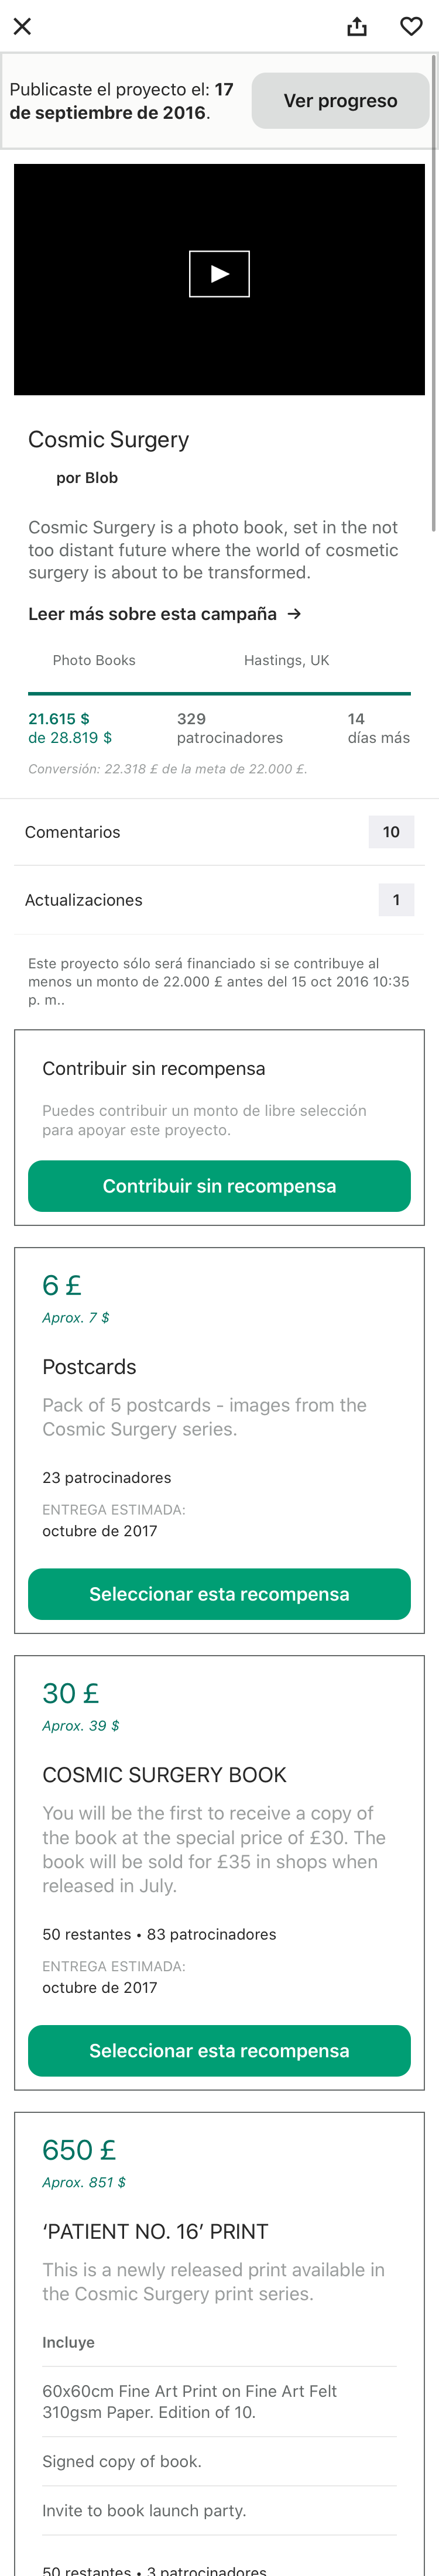 Publicaste el proyecto el: 17
de septiembre de 2016.
Ver progreso
Cosmic Surgery
por Blob
Cosmic Surgery is a photo book, set in the not
too distant future where the world of cosmetic
surgery is about to be transformed.
Leer más sobre esta campaña →
Photo Books
Hastings, UK
21.615 $
de 28.819 $
329
patrocinadores
14
días más
Conversión: 22.318 £ de la meta de 22.000 £.
Comentarios
10
Actualizaciones
1
Este proyecto sólo será financiado si se contribuye al
menos un monto de 22.000 £ antes del 15 oct 2016 10:35
p. m..
Contribuir sin recompensa
Puedes contribuir un monto de libre selección
para apoyar este proyecto.
Contribuir sin recompensa
6 £
Aprox. 7 $
Postcards
Pack of 5 postcards - images from the
Cosmic Surgery series.
23 patrocinadores
ENTREGA ESTIMADA:
octubre de 2017
Seleccionar esta recompensa
30 £
Aprox. 39 $
COSMIC SURGERY BOOK
You will be the first to receive a copy of
the book at the special price of £30. The
book will be sold for £35 in shops when
released in July.
50 restantes • 83 patrocinadores
ENTREGA ESTIMADA:
octubre de 2017
Seleccionar esta recompensa
650 £
Aprox. 851 $
‘PATIENT NO. 16’ PRINT
This is a newly released print available in
the Cosmic Surgery print series.
Incluye
60x60cm Fine Art Print on Fine Art Felt
310gsm Paper. Edition of 10.
Signed copy of book.
Invite to book launch party.
50 restantes • 3 patrocinadores